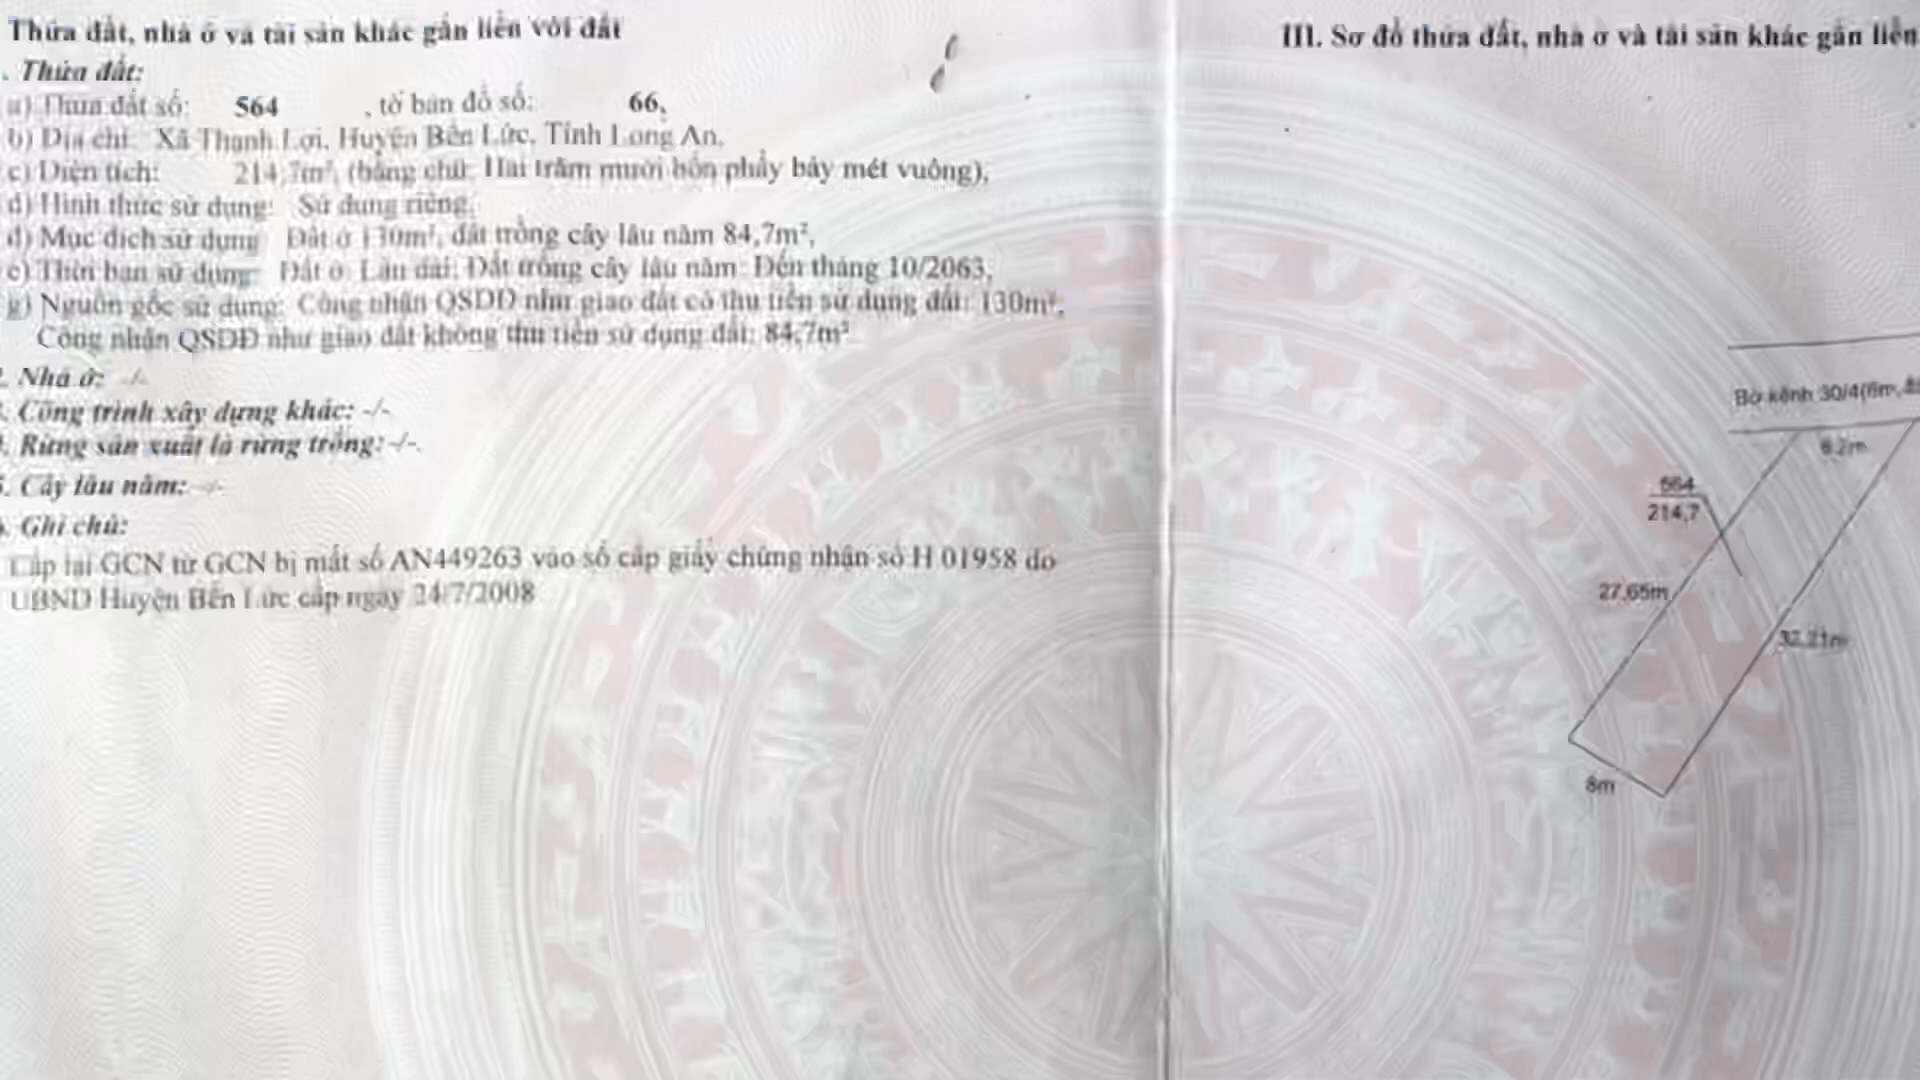 Thửa đất, nhà ở và tài sản khác gắn liền với đất
. Thửa đất:
a) Thửa đất số: 564 , tờ bản đồ số: 66,
b) Địa chỉ: Xã Thạnh Lợi, Huyện Bến Lức, Tỉnh Long An,
c) Diện tích: 214,7m², (bằng chữ: Hai trăm mười bốn phẩy bảy mét vuông),
d) Hình thức sử dụng: Sử dụng riêng,
đ) Mục đích sử dụng: Đất ở 130m², đất trồng cây lâu năm 84,7m²,
e) Thời hạn sử dụng: Đất ở: Lâu dài; Đất trồng cây lâu năm: Đến tháng 10/2063,
g) Nguồn gốc sử dụng: Công nhận QSDĐ như giao đất có thu tiền sử dụng đất: 130m²,
Công nhận QSDĐ như giao đất không thu tiền sử dụng đất: 84,7m²
. Nhà ở: -/-
. Công trình xây dựng khác: -/-.
. Rừng sản xuất là rừng trồng: -/-.
. Cây lâu năm: -/-
. Ghi chú:
Cấp lại GCN từ GCN bị mất số AN449263 vào sổ cấp giấy chứng nhận số H 01958 do
UBND Huyện Bến Lức cấp ngày 24/7/2008
III. Sơ đồ thửa đất, nhà ở và tài sản khác gắn liền
Bờ kênh 30/4(6m,
6.2m
564
214,7
27,65m
32.21m
8m